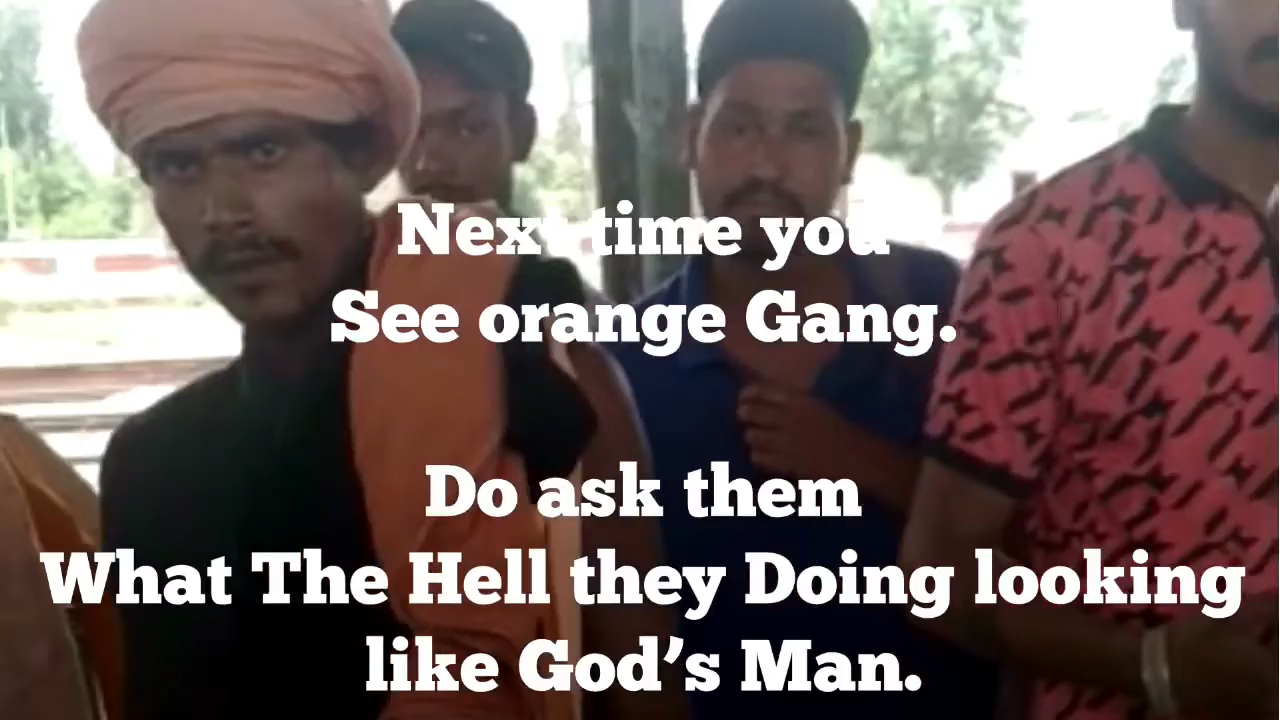 Next time you
See orange Gang.
Do ask them
What The Hell they Doing looking
like God’s Man.